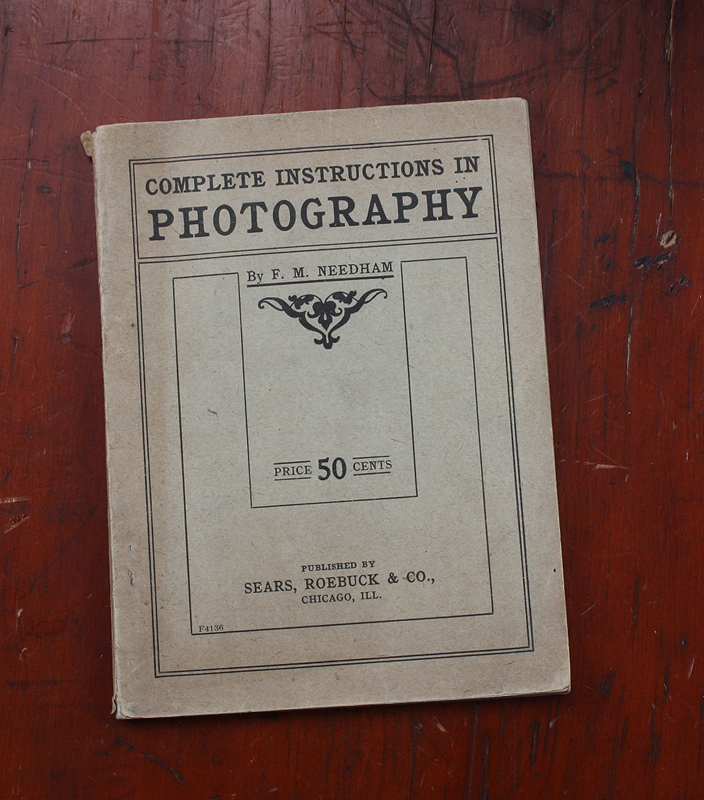 COMPLETE INSTRUCTIONS IN
PHOTOGRAPHY
By F. M. NEEDHAM
PRICE 50 CENTS
PUBLISHED BY
SEARS, ROEBUCK & CO.,
CHICAGO, ILL.
F4136